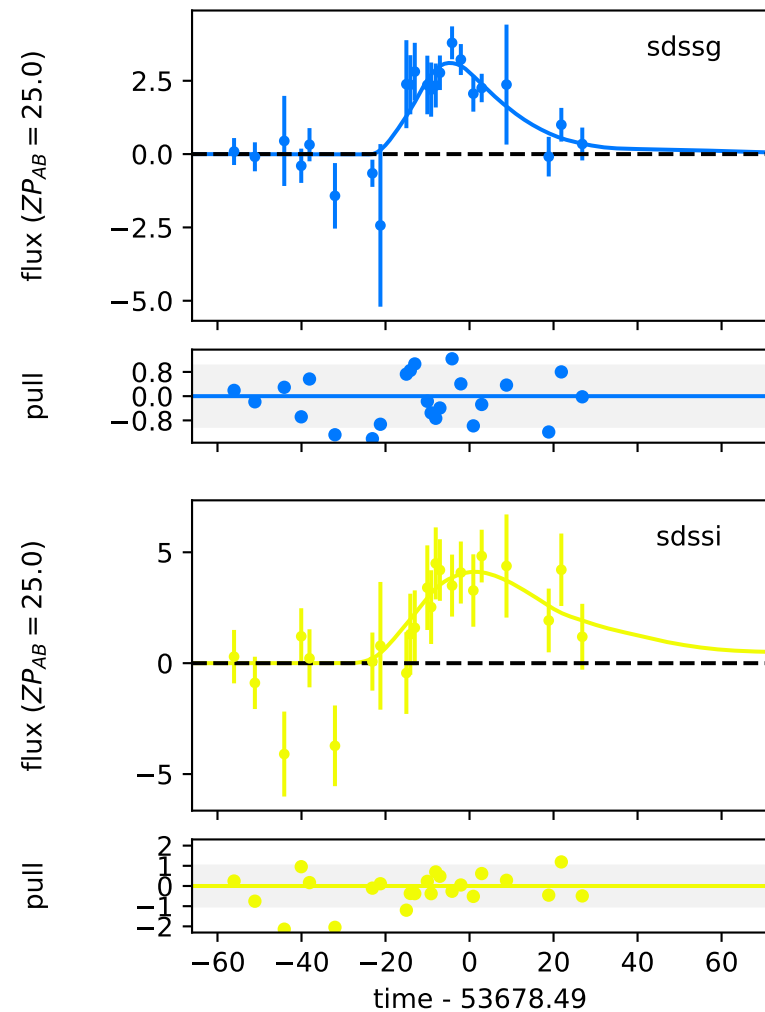 sdssg
flux (ZP_AB = 25.0)
2.5
0.0
−2.5
−5.0
pull
0.8
0.0
−0.8
sdssi
flux (ZP_AB = 25.0)
5
0
−5
pull
2
1
0
−1
−2
−60 −40 −20 0 20 40 60
time - 53678.49